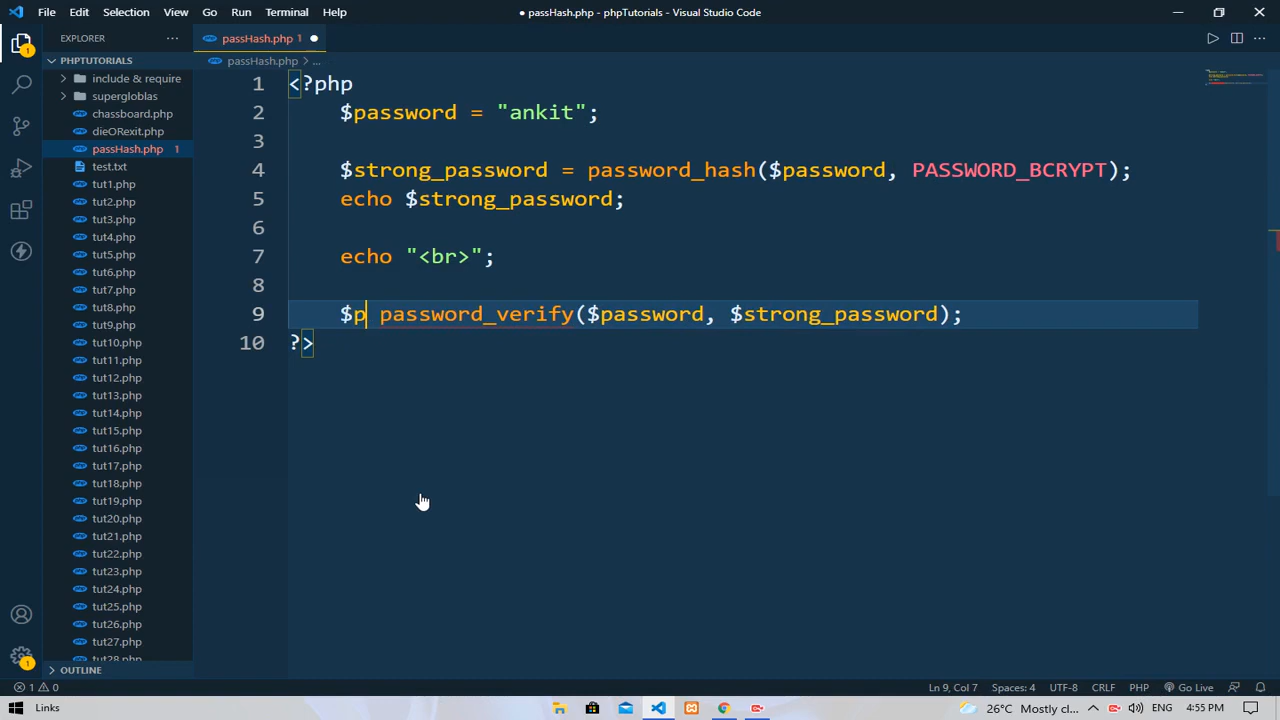 File Edit Selection View Go Run Terminal Help
● passHash.php - phpTutorials - Visual Studio Code
EXPLORER ···
passHash.php 1 ●
PHPTUTORIALS
passHash.php > ...
include & require
supergloblas
chassboard.php
dieORexit.php
passHash.php 1
test.txt
tut1.php
tut2.php
tut3.php
tut4.php
tut5.php
tut6.php
tut7.php
tut8.php
tut9.php
tut10.php
tut11.php
tut12.php
tut13.php
tut14.php
tut15.php
tut16.php
tut17.php
tut18.php
tut19.php
tut20.php
tut21.php
tut22.php
tut23.php
tut24.php
tut25.php
tut26.php
tut27.php
tut28.php
OUTLINE
1 <?php
2 $password = "ankit";
3
4 $strong_password = password_hash($password, PASSWORD_BCRYPT);
5 echo $strong_password;
6
7 echo "<br>";
8
9 $p password_verify($password, $strong_password);
10 ?>
1 0
Ln 9, Col 7 Spaces: 4 UTF-8 CRLF PHP Go Live
Links
26°C Mostly cl... ENG 4:55 PM